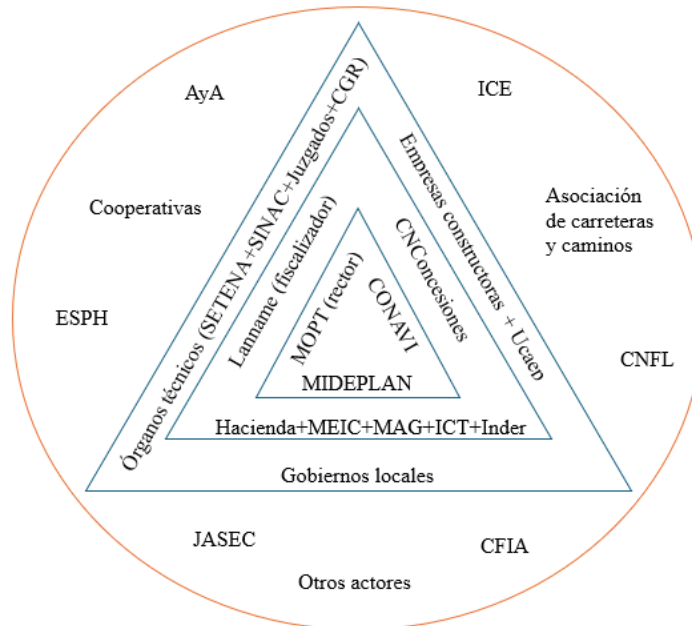 AyA
ICE
Cooperativas
Asociación
de carreteras
y caminos
ESPH
CNFL
Órganos técnicos (SETENA+SINAC+Juzgados+CGR)
Empresas constructoras + Ucaep
Lanname (fiscalizador)
CNConcesiones
MOPT (rector)
CONAVI
MIDEPLAN
Hacienda+MEIC+MAG+ICT+Inder
Gobiernos locales
JASEC
CFIA
Otros actores